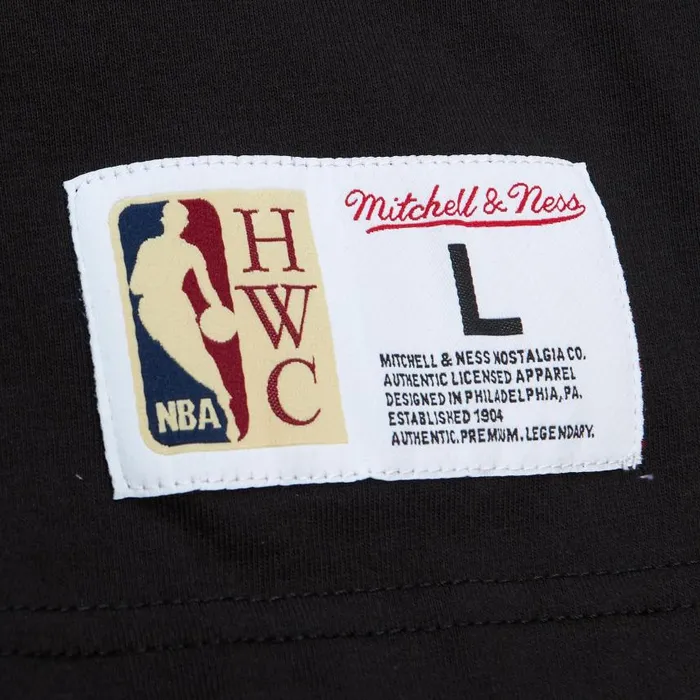 NBA
H
W
C
Mitchell & Ness
L
MITCHELL & NESS NOSTALGIA CO.
AUTHENTIC LICENSED APPAREL
DESIGNED IN PHILADELPHIA, PA.
ESTABLISHED 1904
AUTHENTIC. PREMIUM. LEGENDARY.